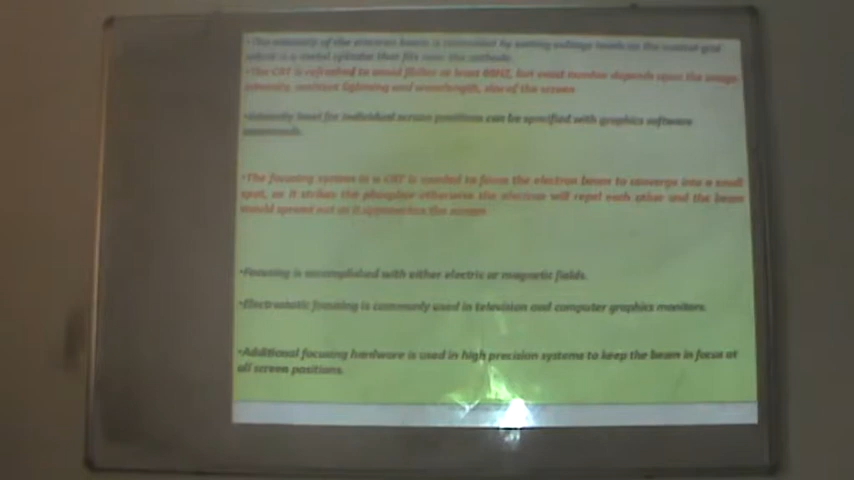 •The intensity of the electron beam is controlled by setting voltage levels on the control grid
which is a metal cylinder that fits over the cathode.
•The CRT is refreshed to avoid flicker at least 60HZ, but exact number depends upon the image
intensity, ambient lightning and wavelength, size of the screen
•Intensity level for individual screen positions can be specified with graphics software
commands.
•The focusing system in a CRT is needed to force the electron beam to converge into a small
spot, as it strikes the phosphor otherwise the electron will repel each other and the beam
would spread out as it approaches the screen
•Focusing is accomplished with either electric or magnetic fields.
•Electrostatic focusing is commonly used in television and computer graphics monitors.
•Additional focusing hardware is used in high precision systems to keep the beam in focus at
all screen positions.